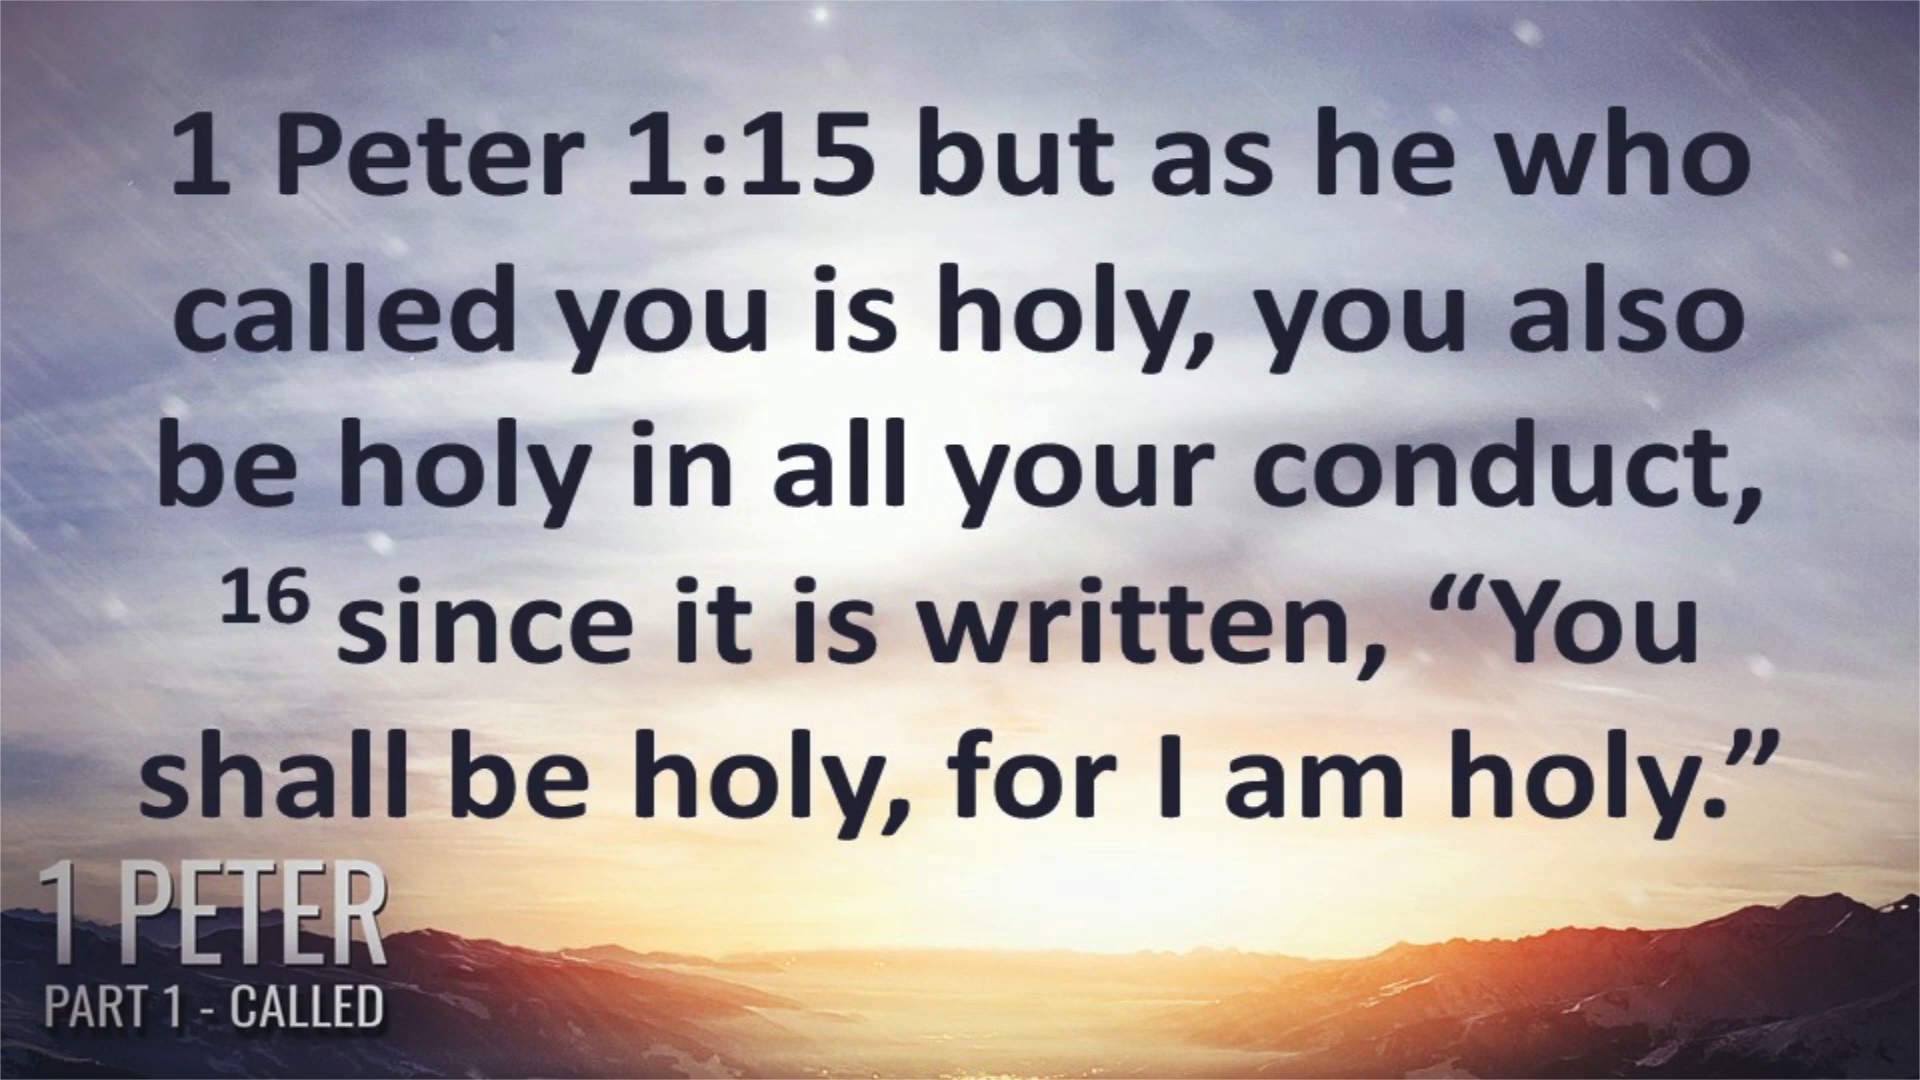 1 Peter 1:15 but as he who
called you is holy, you also
be holy in all your conduct,
16 since it is written, “You
shall be holy, for I am holy.”
1 PETER
PART 1 - CALLED